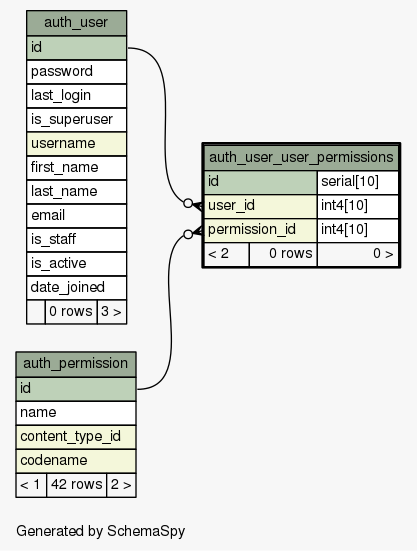 auth_user
id
password
last_login
is_superuser
username
first_name
last_name
email
is_staff
is_active
date_joined
0 rows 3 >
auth_user_user_permissions
id serial[10]
user_id int4[10]
permission_id int4[10]
< 2 0 rows 0 >
auth_permission
id
name
content_type_id
codename
< 1 42 rows 2 >
Generated by SchemaSpy